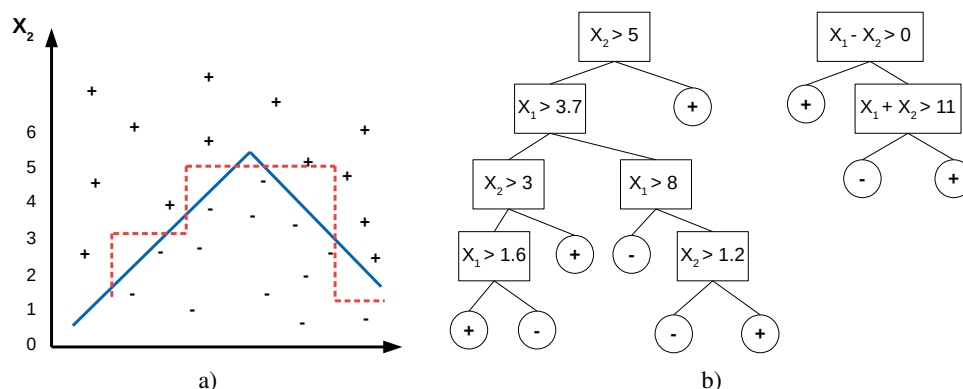 X2
6
5
4
3
2
1
0
a)
X2 > 5
X1 > 3.7
+
X2 > 3
X1 > 8
X1 > 1.6
+
-
X2 > 1.2
+
-
-
+
X1 - X2 > 0
+
X1 + X2 > 11
-
+
b)